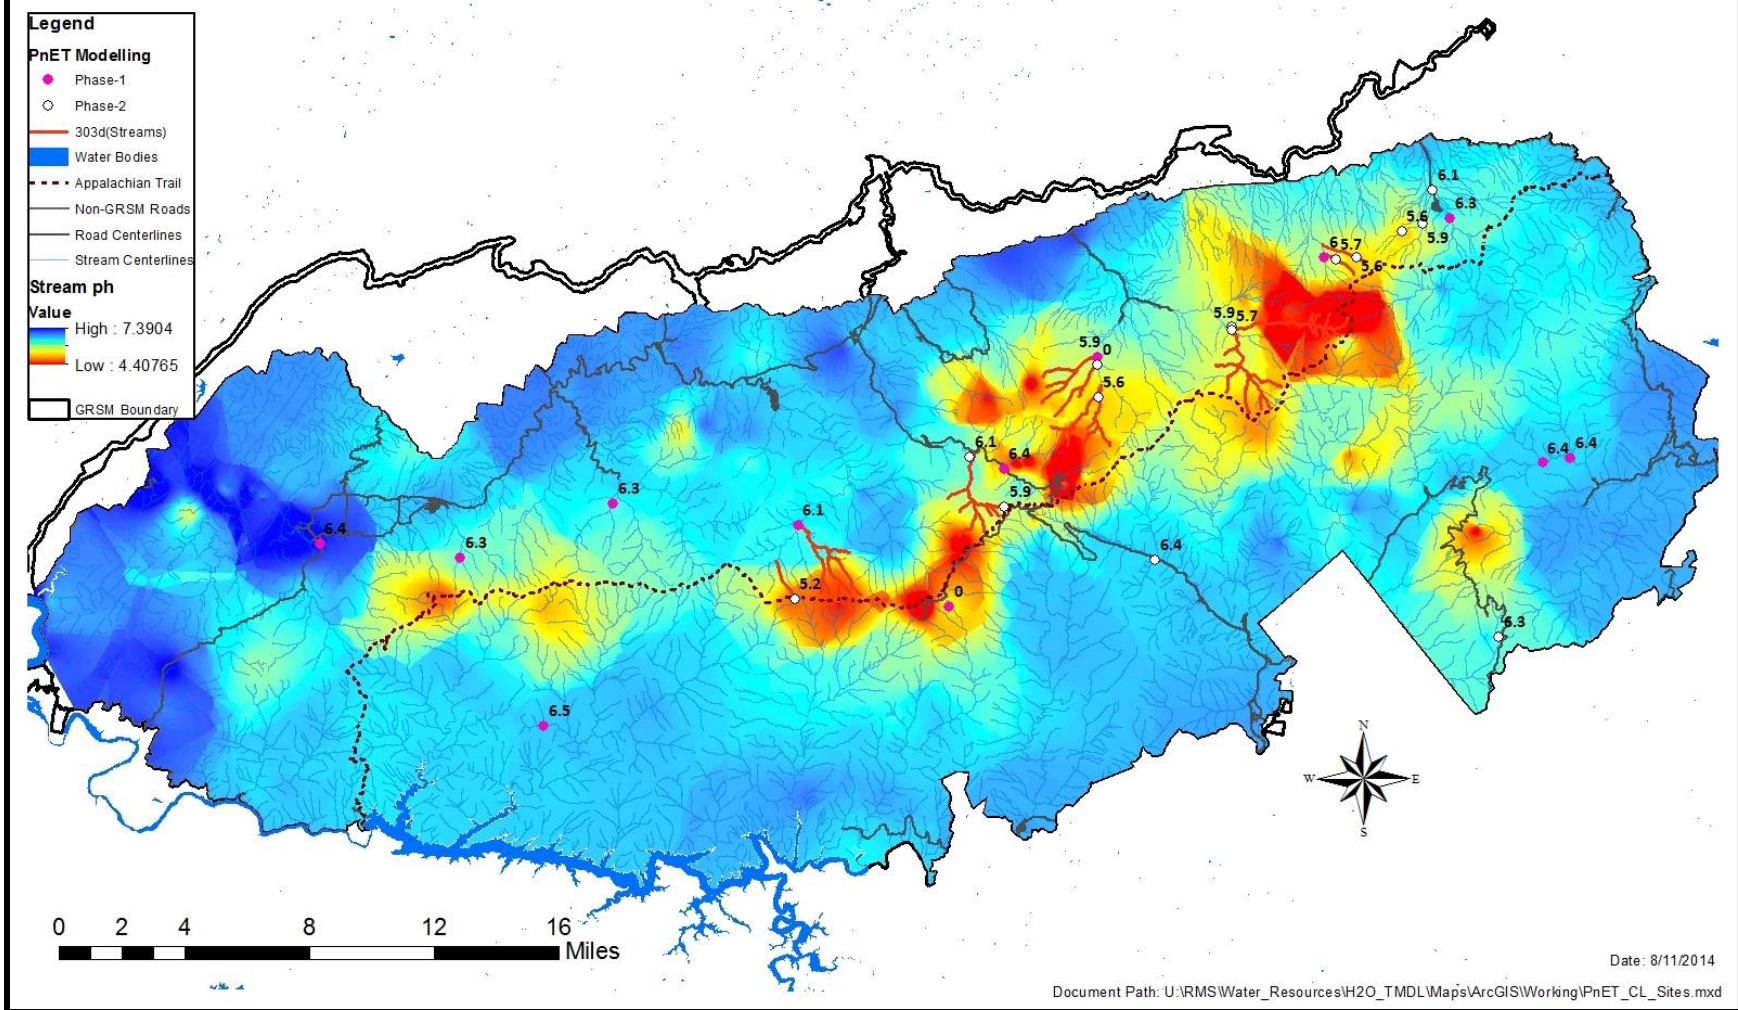 Legend
PnET Modelling
Phase-1
Phase-2
303d(Streams)
Water Bodies
Appalachian Trail
Non-GRSM Roads
Road Centerlines
Stream Centerlines
Stream ph
Value
High : 7.3904
Low : 4.40765
GRSM Boundary
6.1
6.3
5.6
5.9
6 5.7
5.6
5.9 5.7
5.9
0
5.6
6.1
6.4
6.4 6.4
5.9
6.3
6.1
6.4
6.3
6.4
5.2
0
6.3
6.5
N
W E
S
0 2 4 8 12 16
Miles
Date: 8/11/2014
Document Path: U:\RMS\Water_Resources\H2O_TMDL\Maps\ArcGIS\Working\PnET_CL_Sites.mxd